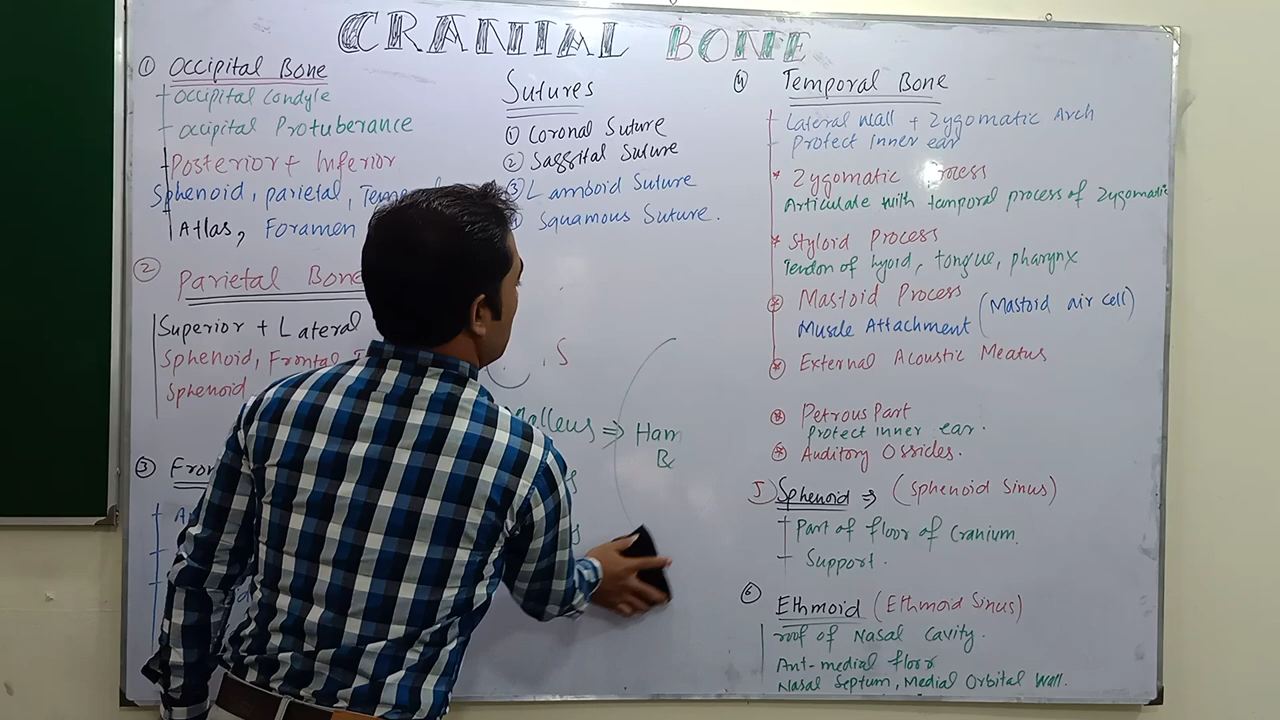 CRANIAL BONE
① Occipital Bone
Occipital Condyle
Occipital Protuberance
Posterior + Inferior
Sphenoid, parietal,
Atlas, Foramen
② Parietal Bone
Superior + Lateral
Sphenoid, Frontal
Sphenoid
③
Sutures
① Coronal Suture
② Saggital Suture
③ Lamboid Suture
Squamous Suture.
S
Malleus ⇒ Ham
④ Temporal Bone
Lateral wall + Zygomatic Arch
Protect inner ear
* Zygomatic Process
Articulate with temporal process of Zygomatic
* Styloid Process
Tendon of hyoid, tongue, pharynx
* Mastoid Process
Muscle Attachment (Mastoid air cell)
* External Acoustic Meatus
* Petrous Part
Protect inner ear.
* Auditory Ossicles.
5) Sphenoid ⇒ (Sphenoid Sinus)
Part of floor of Cranium.
Support.
⑥ Ethmoid (Ethmoid Sinus)
roof of Nasal Cavity.
Ant-medial floor
Nasal Septum, Medial Orbital Wall.